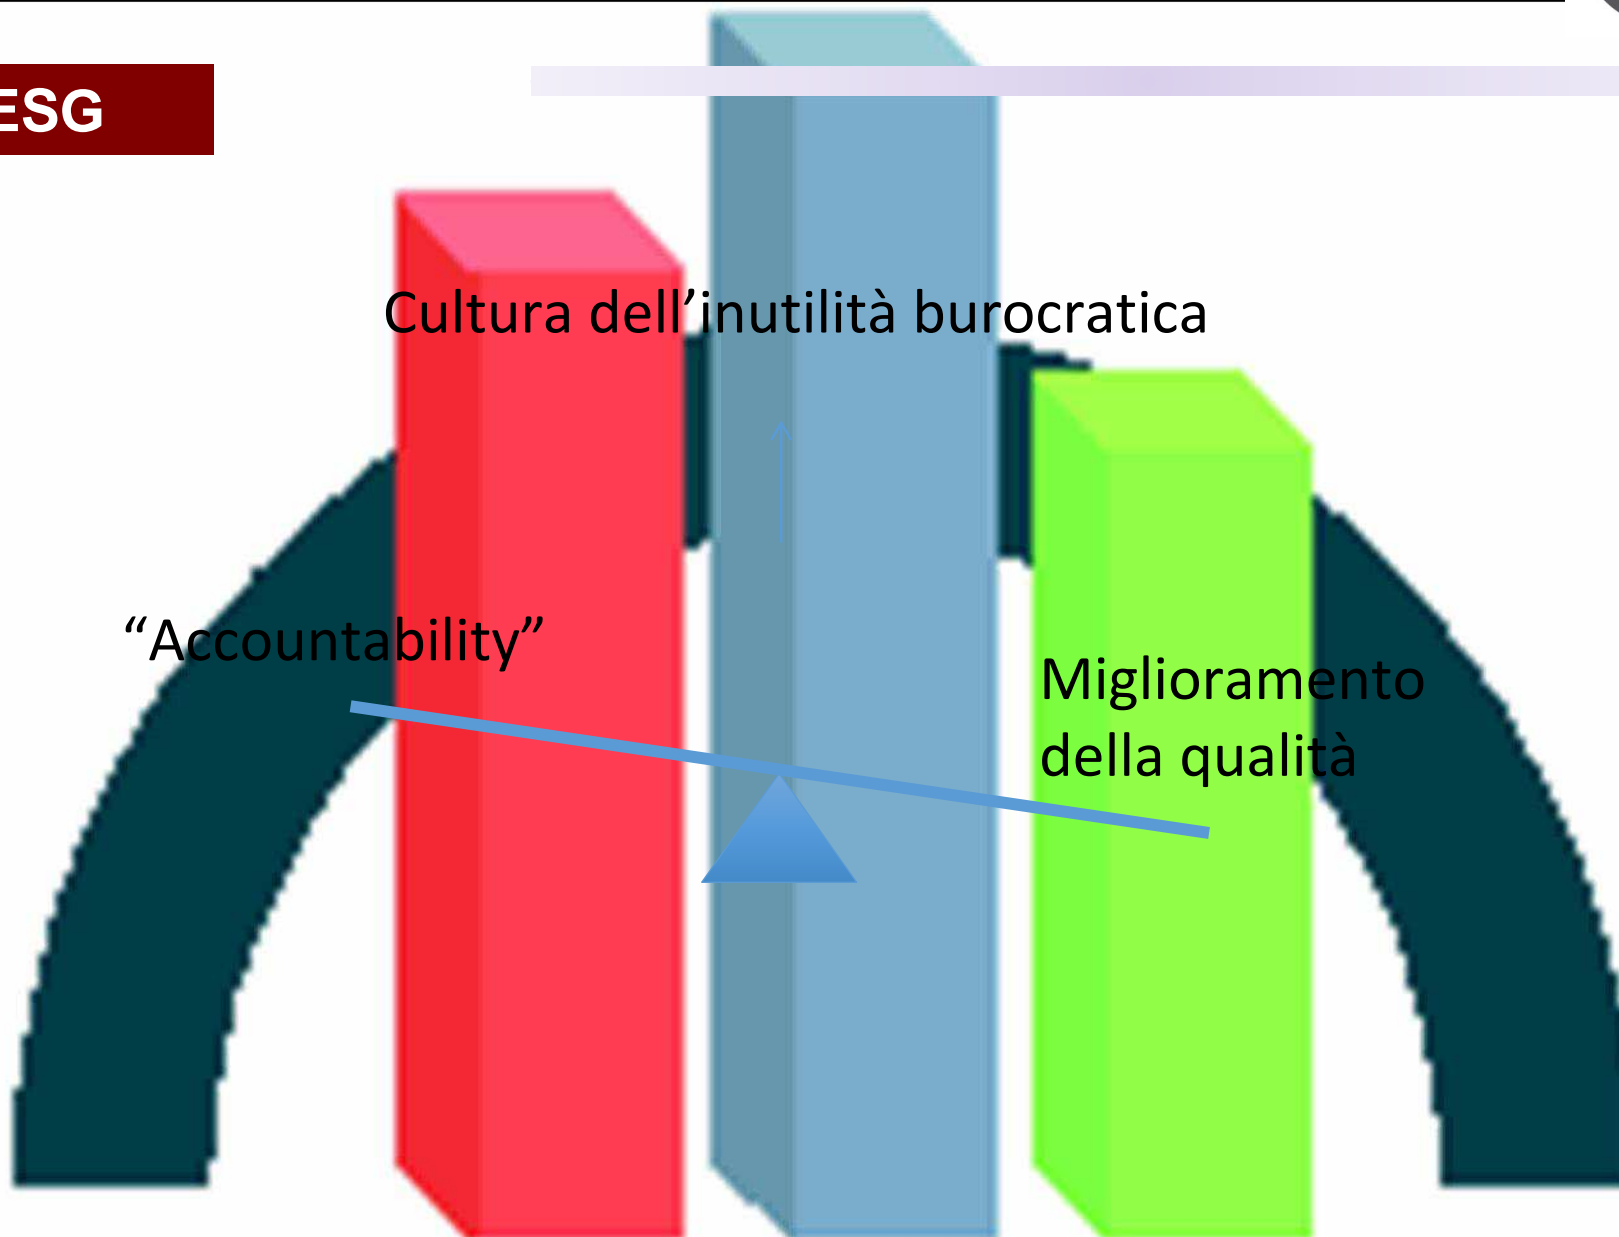 ESG
Cultura dell’inutilità burocratica
“Accountability”
Miglioramento
della qualità